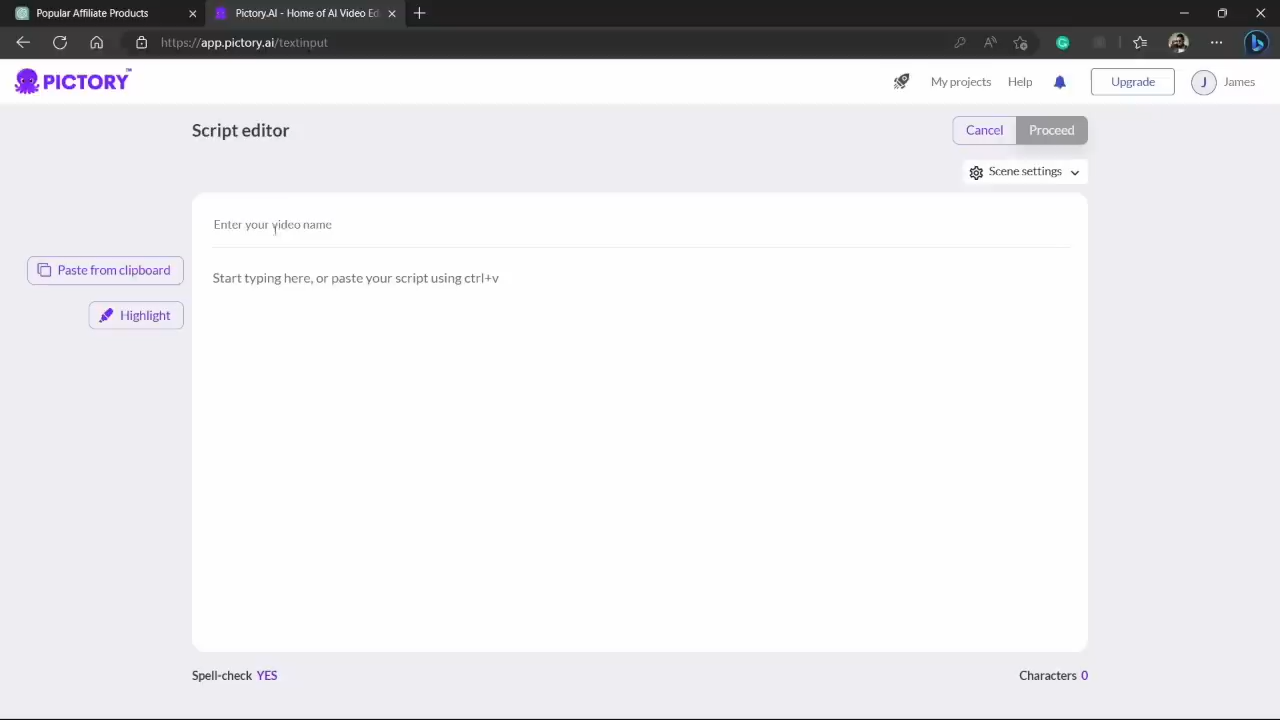 Popular Affiliate Products
Pictory.AI - Home of AI Video Ed
https://app.pictory.ai/textinput
PICTORY™
My projects
Help
Upgrade
J
James
Script editor
Cancel
Proceed
Scene settings
Enter your video name
Paste from clipboard
Start typing here, or paste your script using ctrl+v
Highlight
Spell-check YES
Characters 0